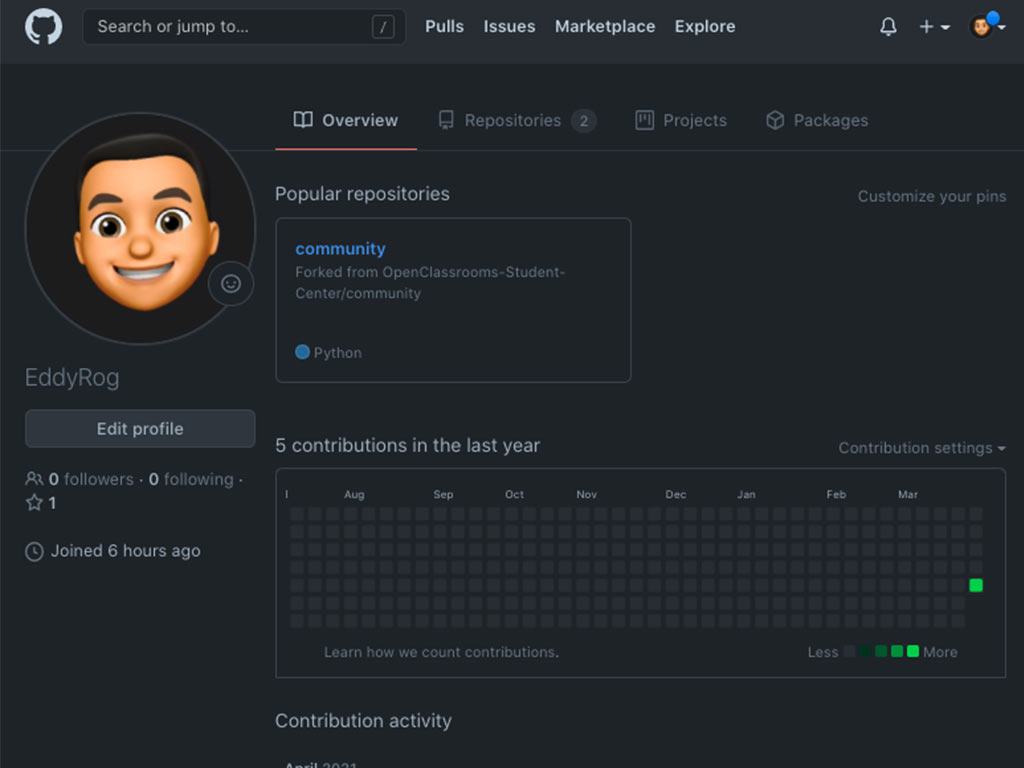 Search or jump to... /
Pulls Issues Marketplace Explore
Overview Repositories 2 Projects Packages
Popular repositories
Customize your pins
community
Forked from OpenClassrooms-Student-
Center/community
Python
EddyRog
Edit profile
0 followers · 0 following ·
1
Joined 6 hours ago
5 contributions in the last year
Contribution settings
Aug Sep Oct Nov Dec Jan Feb Mar
Learn how we count contributions.
Less More
Contribution activity
April 2021